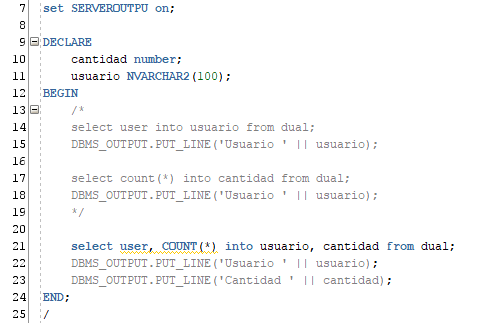 7 set SERVEROUTPU on;
8
9 DECLARE
10 cantidad number;
11 usuario NVARCHAR2(100);
12 BEGIN
13 /*
14 select user into usuario from dual;
15 DBMS_OUTPUT.PUT_LINE('Usuario ' || usuario);
16
17 select count(*) into cantidad from dual;
18 DBMS_OUTPUT.PUT_LINE('Usuario ' || usuario);
19 */
20
21 select user, COUNT(*) into usuario, cantidad from dual;
22 DBMS_OUTPUT.PUT_LINE('Usuario ' || usuario);
23 DBMS_OUTPUT.PUT_LINE('Cantidad ' || cantidad);
24 END;
25 /